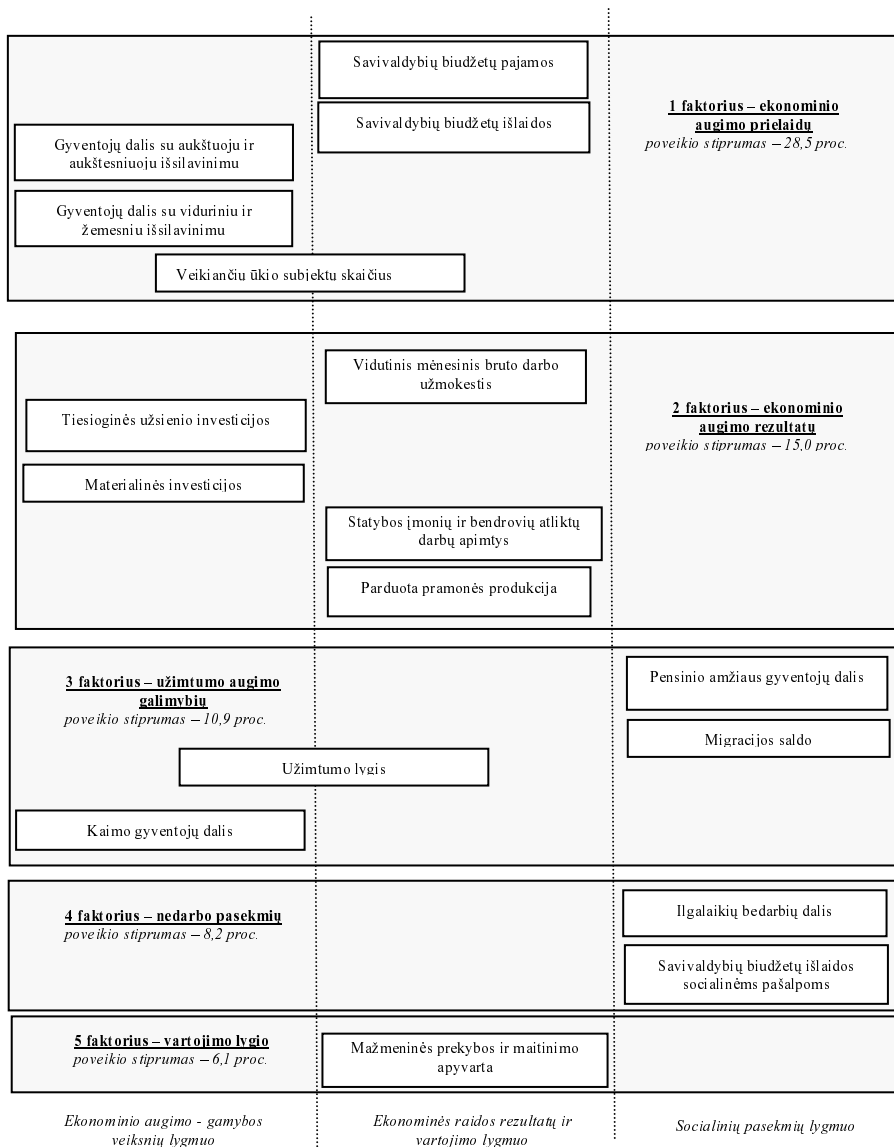 Savivaldybių biudžetų pajamos
Savivaldybių biudžetų išlaidos
1 faktorius – ekonominio
augimo prielaidų
poveikio stiprumas – 28,5 proc.
Gyventojų dalis su aukštuoju ir
aukštesniuoju išsilavinimu
Gyventojų dalis su viduriniu ir
žemesniu išsilavinimu
Veikiančių ūkio subjektų skaičius
Vidutinis mėnesinis bruto darbo
užmokestis
Tiesioginės užsienio investicijos
2 faktorius – ekonominio
augimo rezultatų
poveikio stiprumas – 15,0 proc.
Materialinės investicijos
Statybos įmonių ir bendrovių atliktų
darbų apimtys
Parduota pramonės produkcija
3 faktorius – užimtumo augimo
galimybių
poveikio stiprumas – 10,9 proc.
Pensinio amžiaus gyventojų dalis
Migracijos saldo
Užimtumo lygis
Kaimo gyventojų dalis
4 faktorius – nedarbo pasekmių
poveikio stiprumas – 8,2 proc.
Ilgalaikių bedarbių dalis
Savivaldybių biudžetų išlaidos
socialinėms pašalpoms
5 faktorius – vartojimo lygio
poveikio stiprumas – 6,1 proc.
Mažmeninės prekybos ir maitinimo
apyvarta
Ekonominio augimo - gamybos
veiksnių lygmuo
Ekonominės raidos rezultatų ir
vartojimo lygmuo
Socialinių pasekmių lygmuo